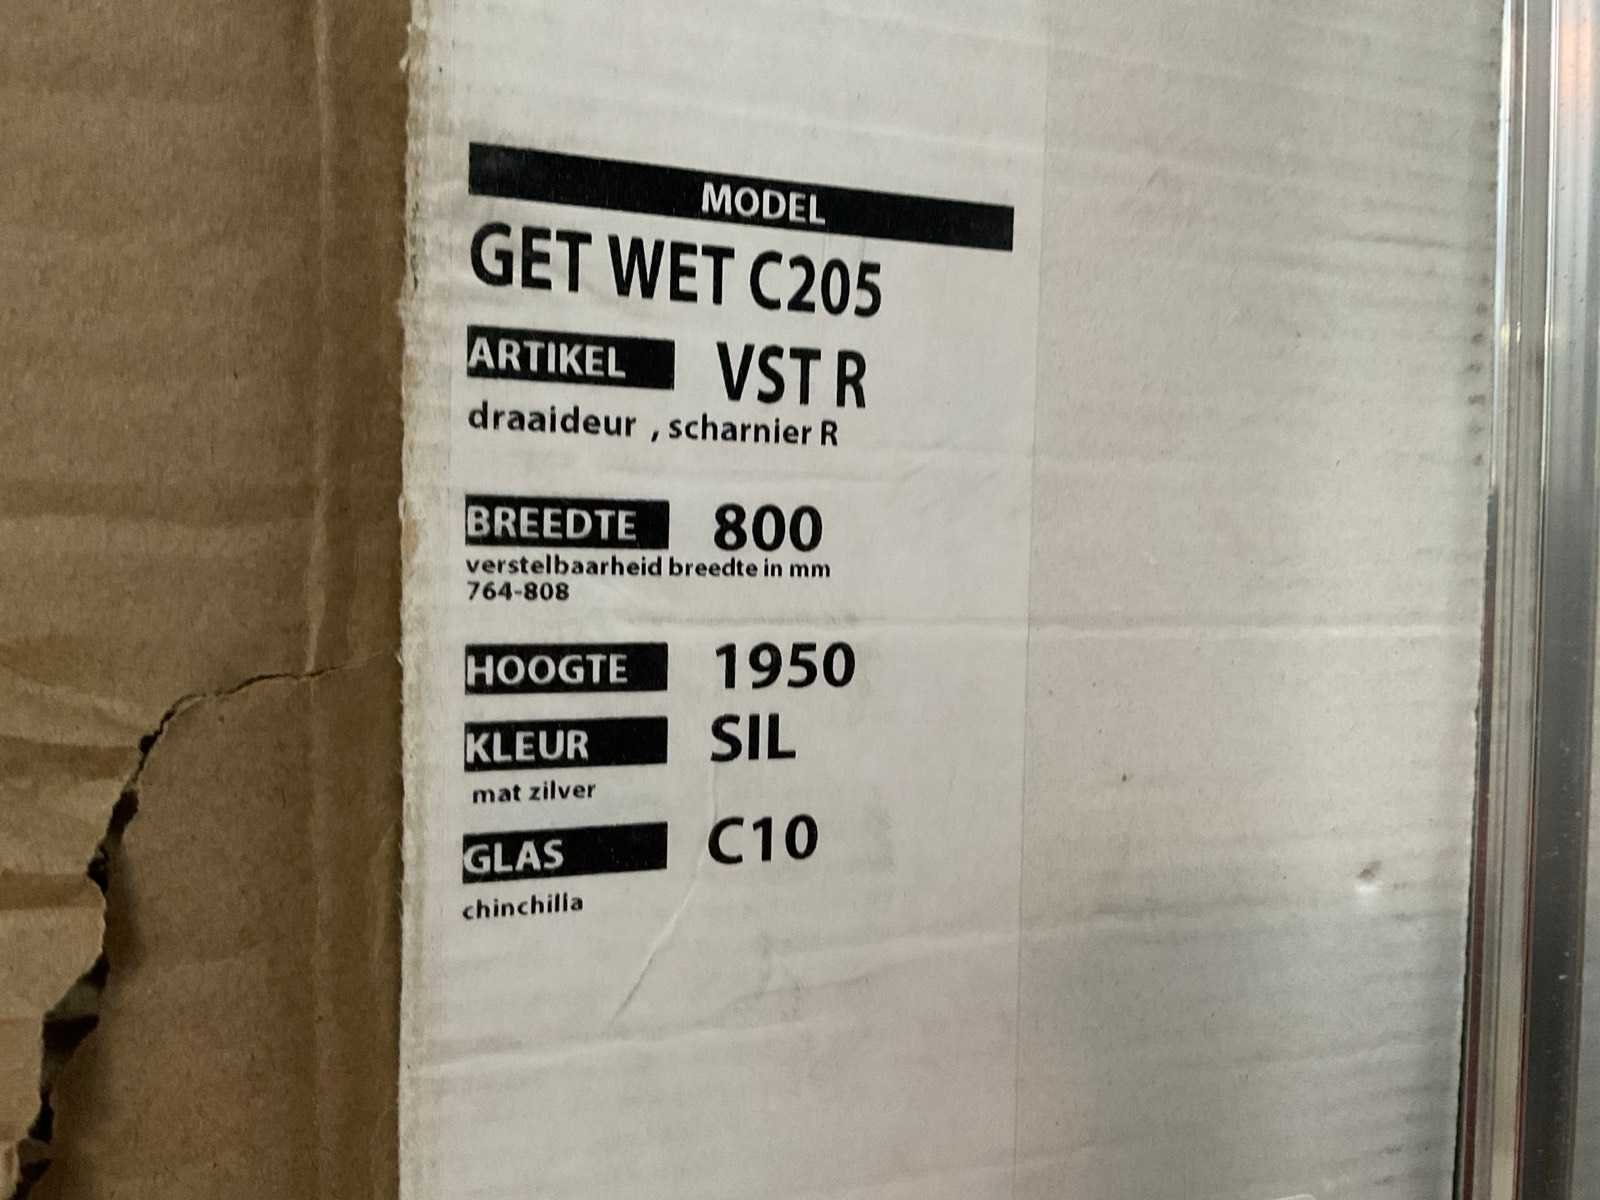 MODEL
GET WET C205
ARTIKEL VST R
draaideur , scharnier R
BREEDTE 800
verstelbaarheid breedte in mm
764-808
HOOGTE 1950
KLEUR SIL
mat zilver
GLAS C10
chinchilla